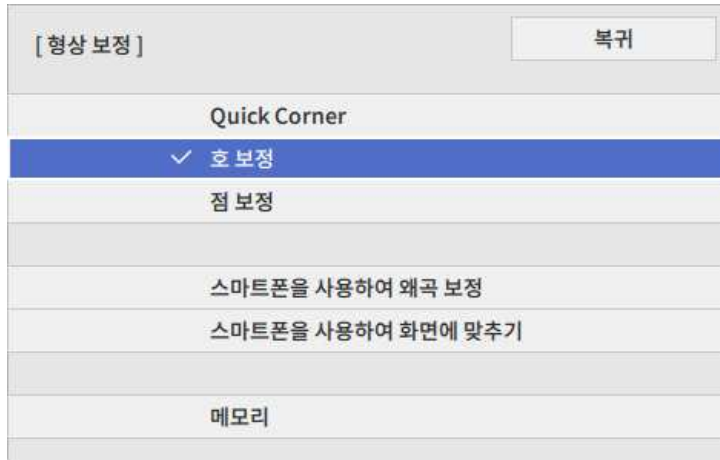 [ 형상 보정 ]
복귀
Quick Corner
호 보정
점 보정
스마트폰을 사용하여 왜곡 보정
스마트폰을 사용하여 화면에 맞추기
메모리